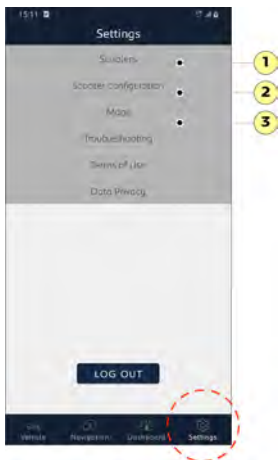 15:11
Settings
Scooters
1
Scooter configuration
2
Maps
3
Troubleshooting
Terms of Use
Data Privacy
LOG OUT
Vehicle Navigation Dashboard Settings